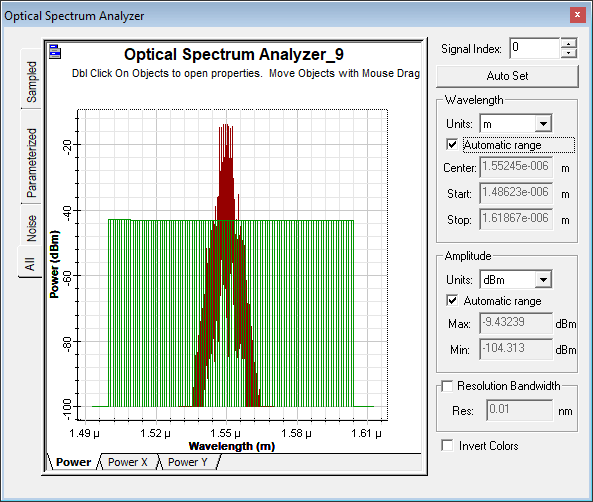 Optical Spectrum Analyzer
Optical Spectrum Analyzer_9
Dbl Click On Objects to open properties. Move Objects with Mouse Drag
Sampled
Parameterized
Noise
All
Power (dBm)
-20
-40
-60
-80
-100
1.49 µ
1.52 µ
1.55 µ
1.58 µ
1.61 µ
Wavelength (m)
Power
Power X
Power Y
Signal Index: 0
Auto Set
Wavelength
Units: m
Automatic range
Center: 1.55245e-006 m
Start: 1.48623e-006 m
Stop: 1.61867e-006 m
Amplitude
Units: dBm
Automatic range
Max: -9.43239 dBm
Min: -104.313 dBm
Resolution Bandwidth
Res: 0.01 nm
Invert Colors